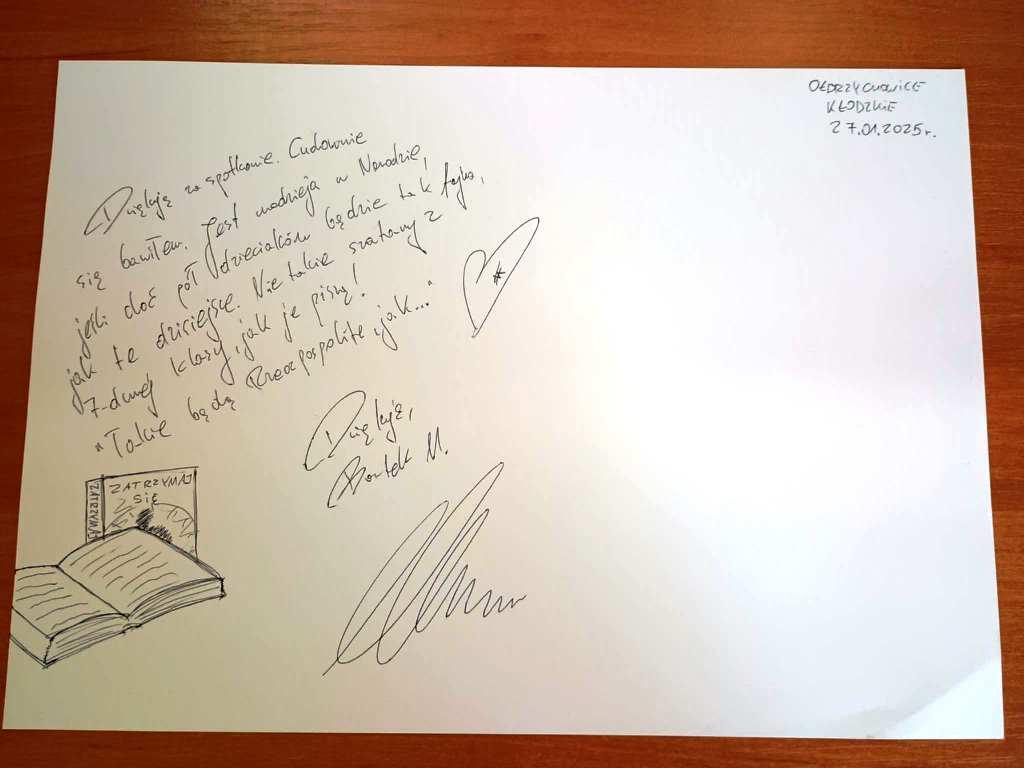 OŁDRZYCHOWICE
KŁODZKIE
27.01.2025r.
Dziękuję za spotkanie. Cudownie
się bawiłem. Jest nadzieja w Narodzie,
jeśli choć pół dzieciaków będzie tak fajna,
jak te dzisiejsze. Nie takie szatany z
7-dmej klasy, jak je piszą!
"Takie będą Rzeczpospolite, jak..."
Dziękuję,
Bartek M.
ZATRZYMAJ
SIĘ
ZATRZYMAJ